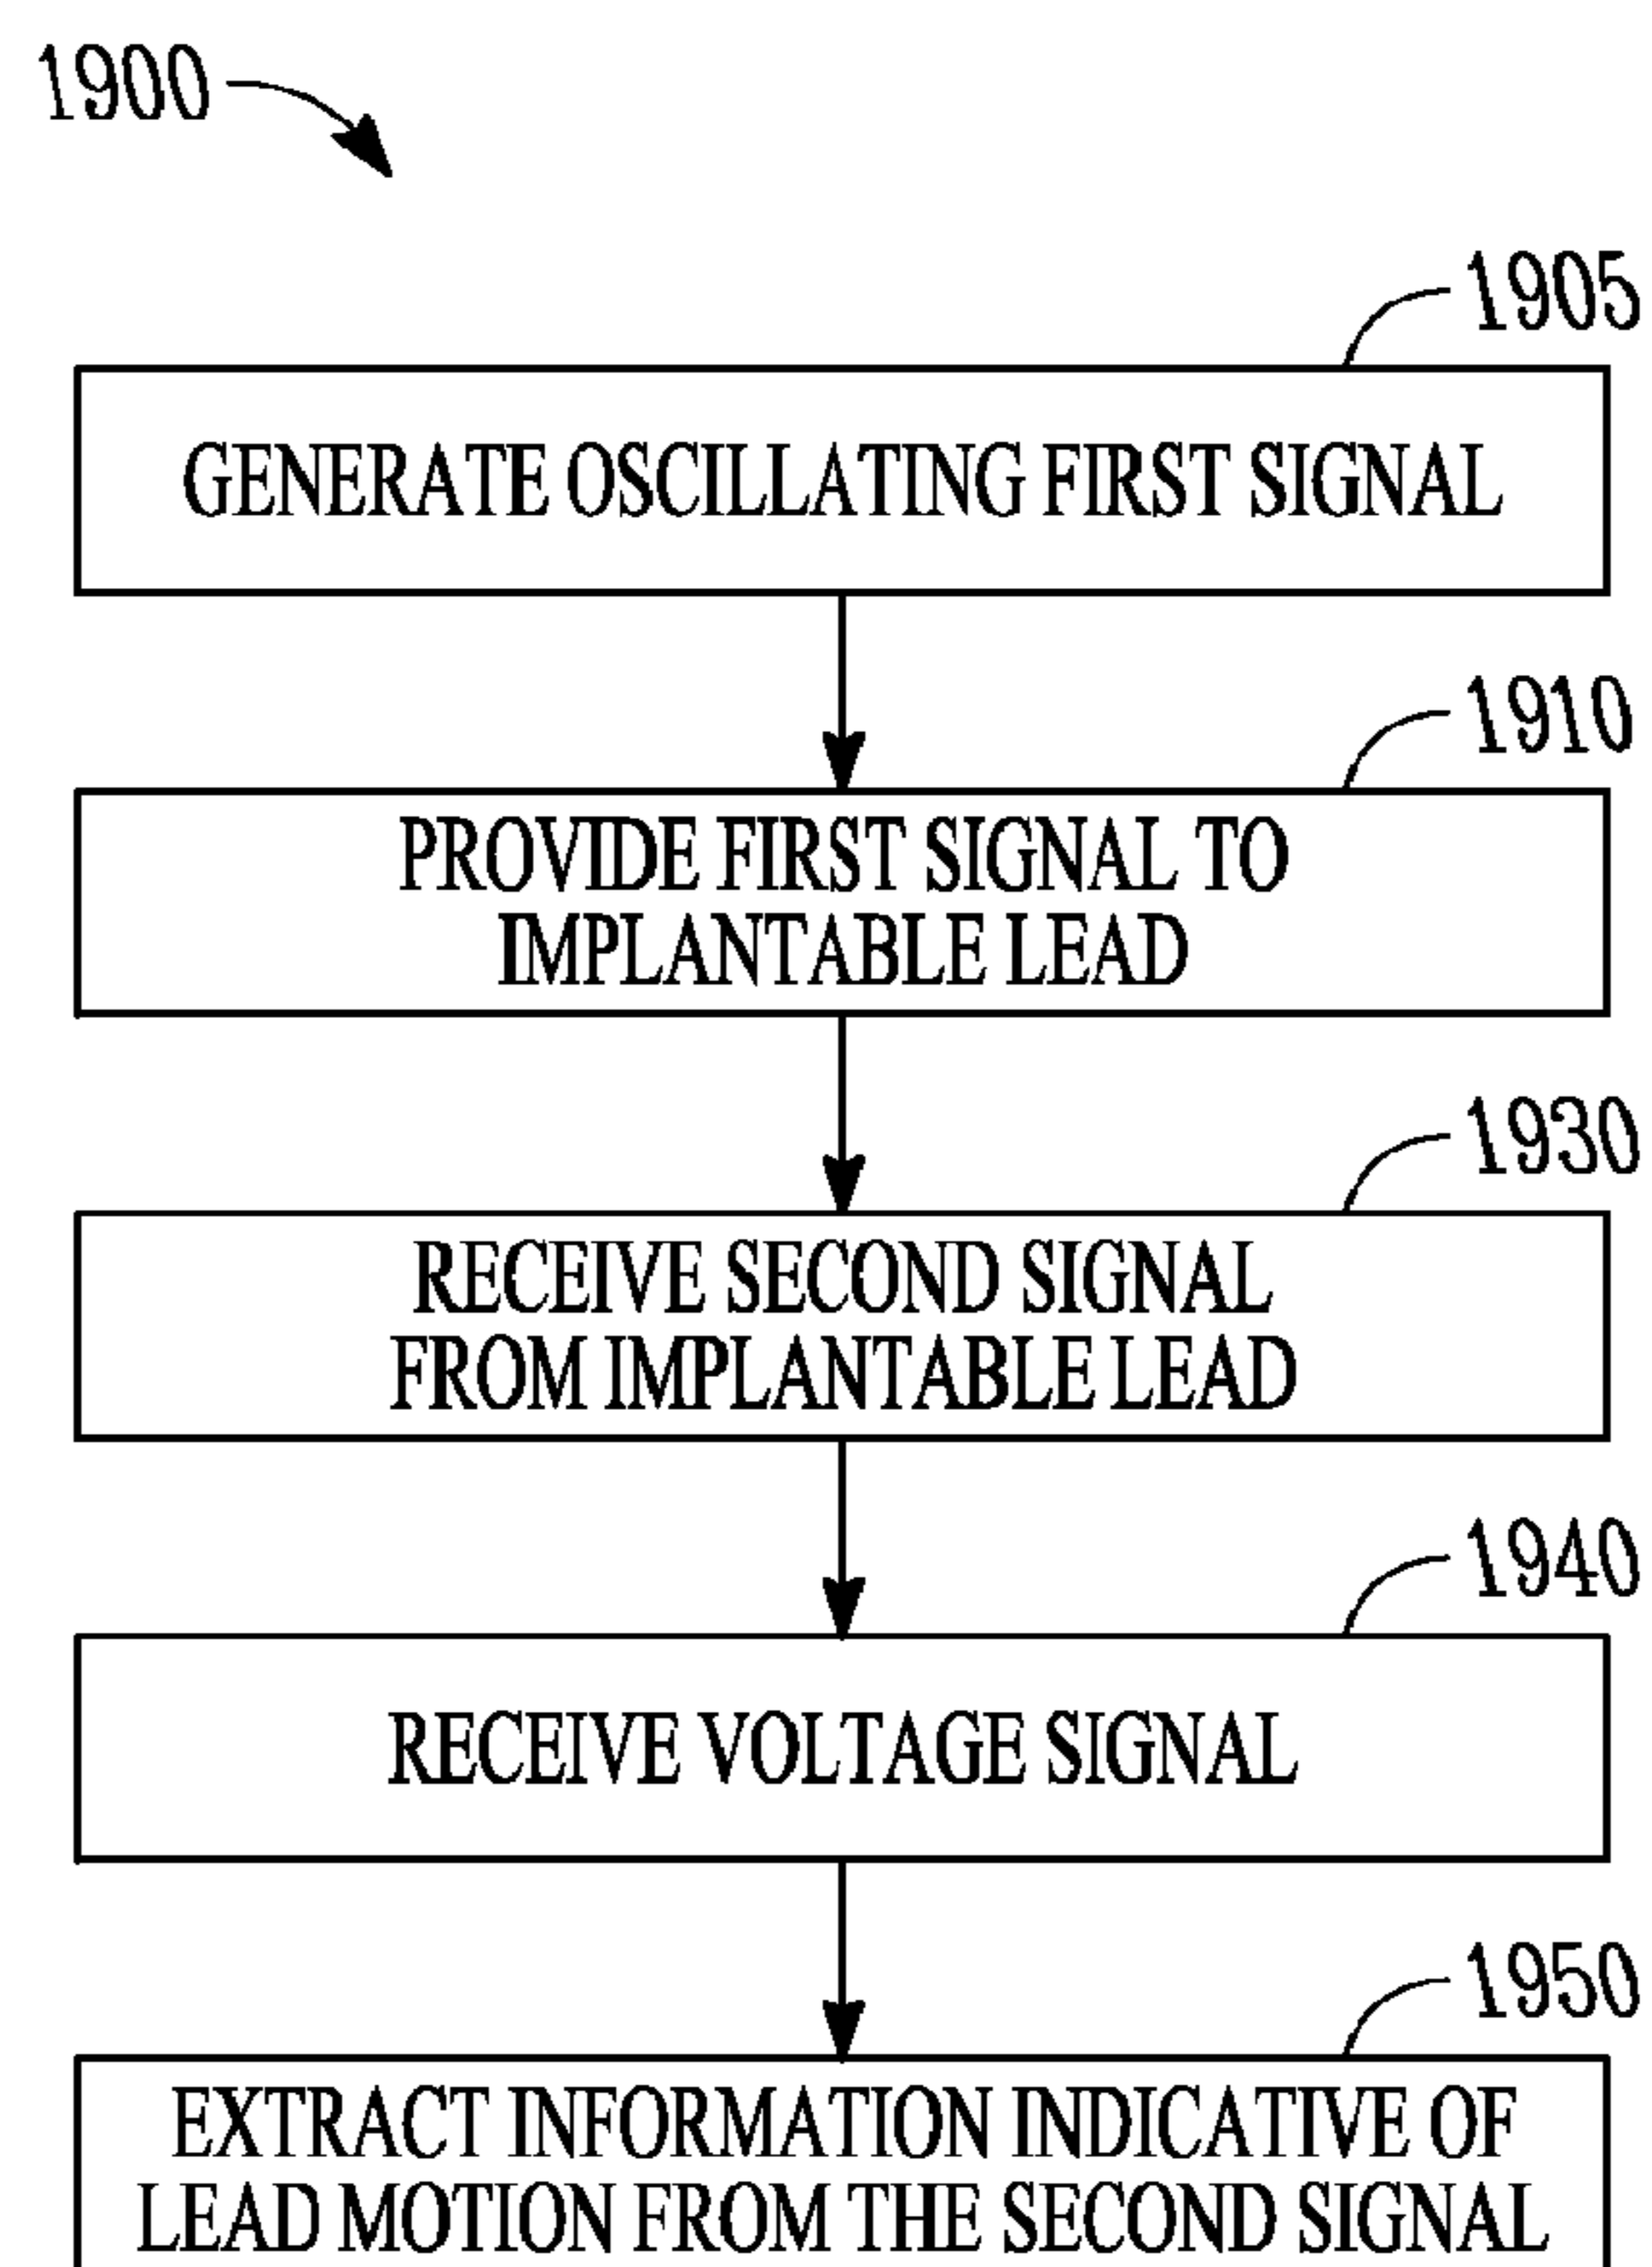 1900
1905
GENERATE OSCILLATING FIRST SIGNAL
1910
PROVIDE FIRST SIGNAL TO
IMPLANTABLE LEAD
1930
RECEIVE SECOND SIGNAL
FROM IMPLANTABLE LEAD
1940
RECEIVE VOLTAGE SIGNAL
1950
EXTRACT INFORMATION INDICATIVE OF
LEAD MOTION FROM THE SECOND SIGNAL